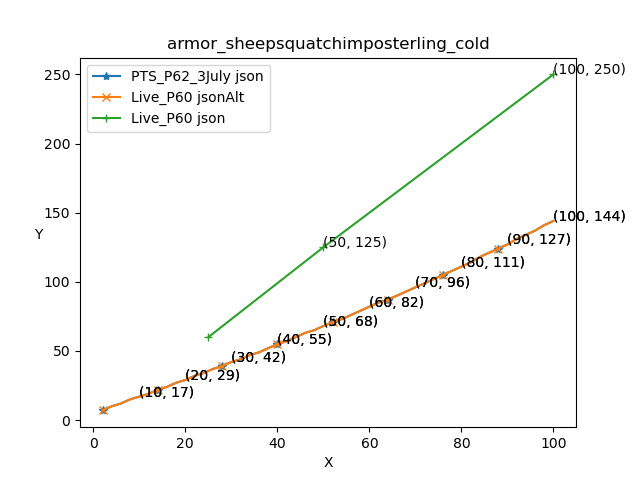 armor_sheepsquatchimposterling_cold
PTS_P62_3July json
Live_P60 jsonAlt
Live_P60 json
(100, 250)
(50, 125)
(100, 144)
(90, 127)
(80, 111)
(70, 96)
(60, 82)
(50, 68)
(40, 55)
(30, 42)
(20, 29)
(10, 17)
250
200
150
100
50
0
Y
0 20 40 60 80 100
X